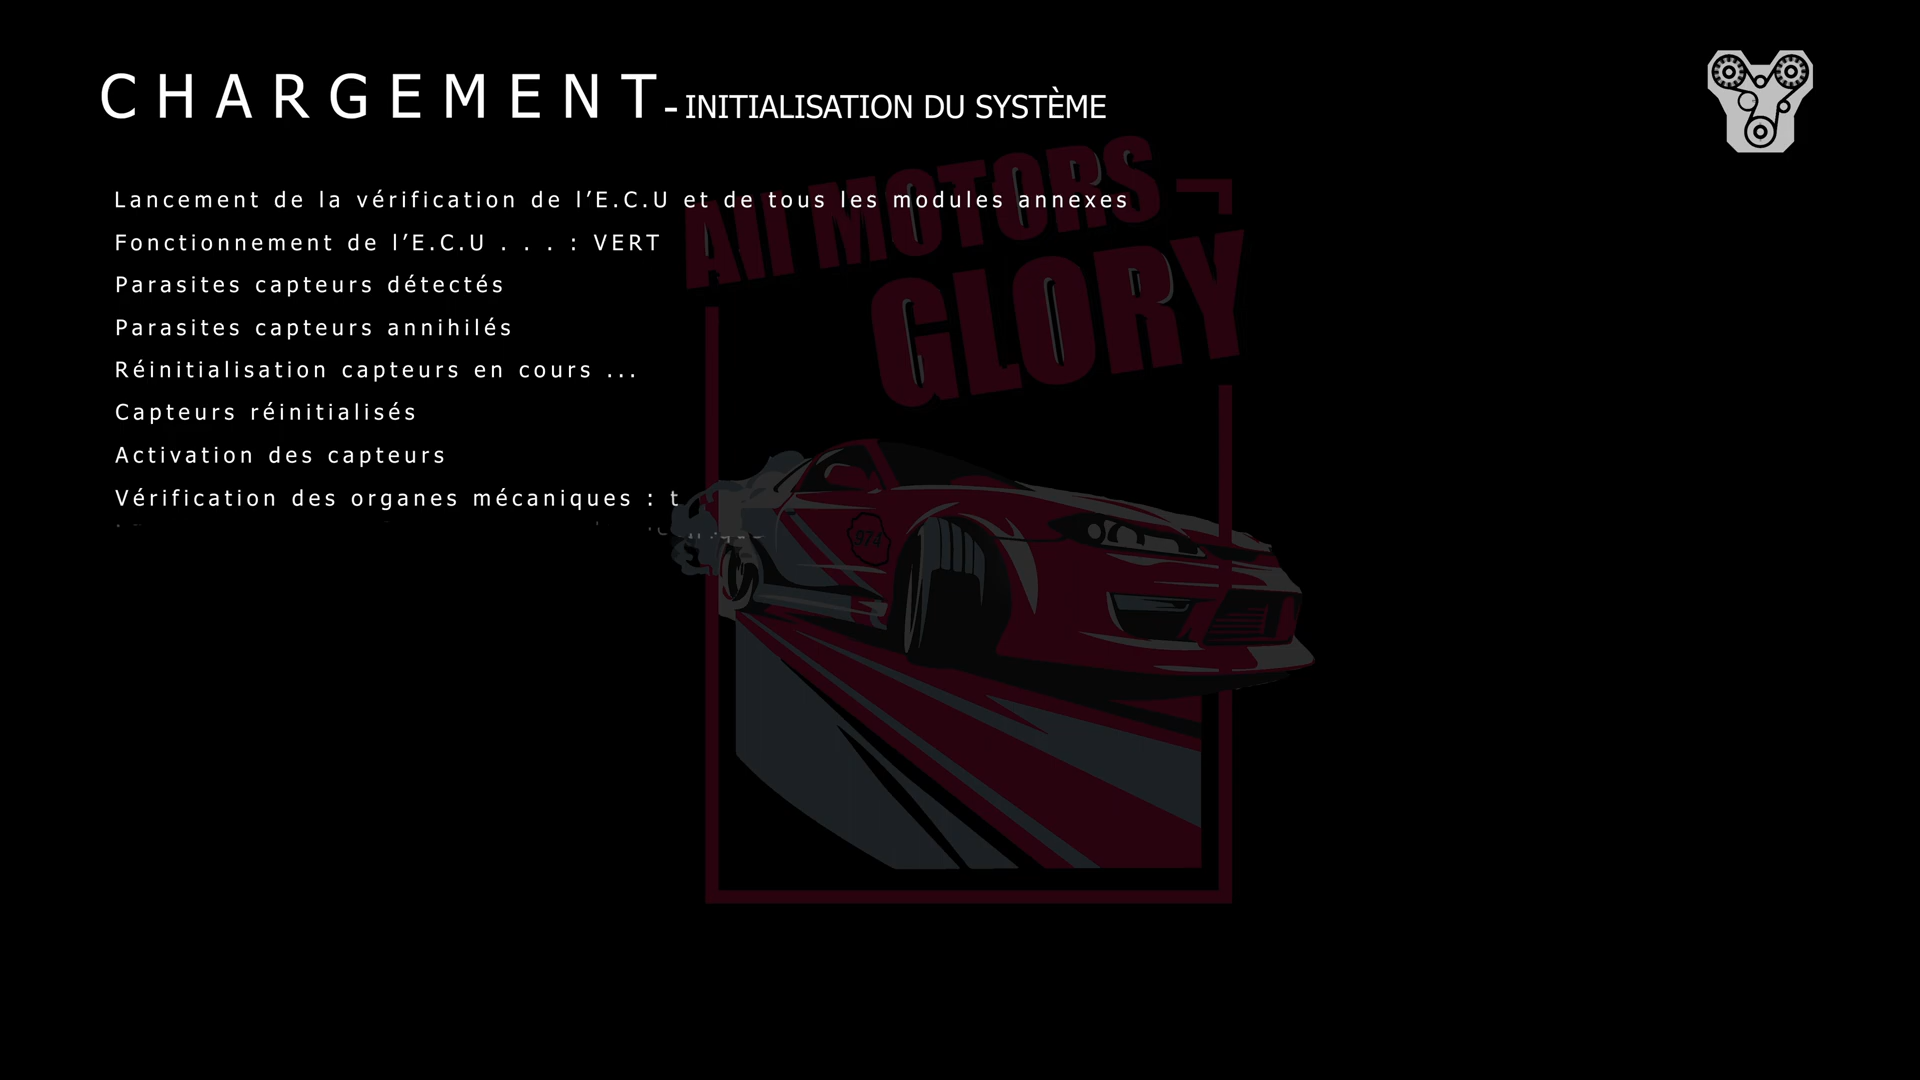 CHARGEMENT - INITIALISATION DU SYSTÈME
Lancement de la vérification de l’E.C.U et de tous les modules annexes
Fonctionnement de l’E.C.U . . . : VERT
Parasites capteurs détectés
Parasites capteurs annihilés
Réinitialisation capteurs en cours ...
Capteurs réinitialisés
Activation des capteurs
Vérification des organes mécaniques : t
All MOTORS
GLORY
974